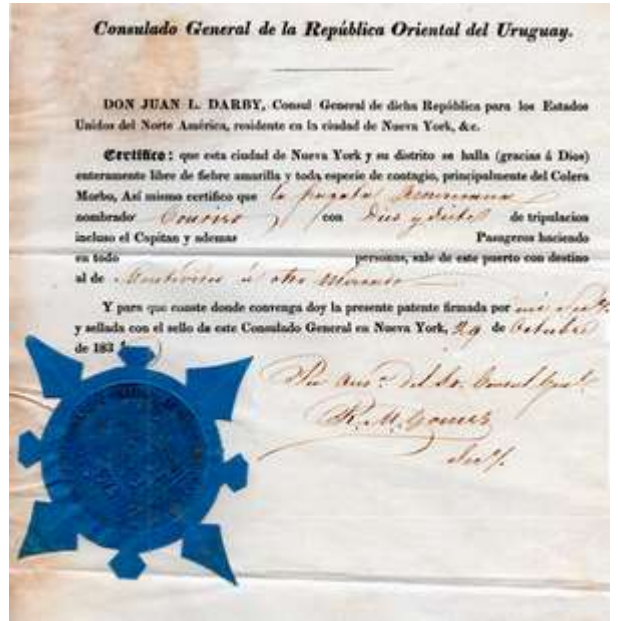 Consulado General de la República Oriental del Uruguay.
DON JUAN L. DARBY, Consul General de dicha República para los Estados
Unidos del Norte América, residente en la ciudad de Nueva York, &c.
Certifico: que esta ciudad de Nueva York y su distrito se halla (gracias á Dios)
enteramente libre de fiebre amarilla y toda especie de contagio, principalmente del Colera
Morbo, Asi mismo certifico que la fragata Americana
nombrado con Dies y siete de tripulacion
incluso el Capitan y ademas Pasageros haciendo
en todo personas, sale de este puerto con destino
al de Montevideo ú otro
Y para que conste donde convenga doy la presente patente firmada por
y sellada con el sello de este Consulado General en Nueva York, 29 de Octubre
de 183
Por del Sr. Consul Genl.
R. M. Gomez